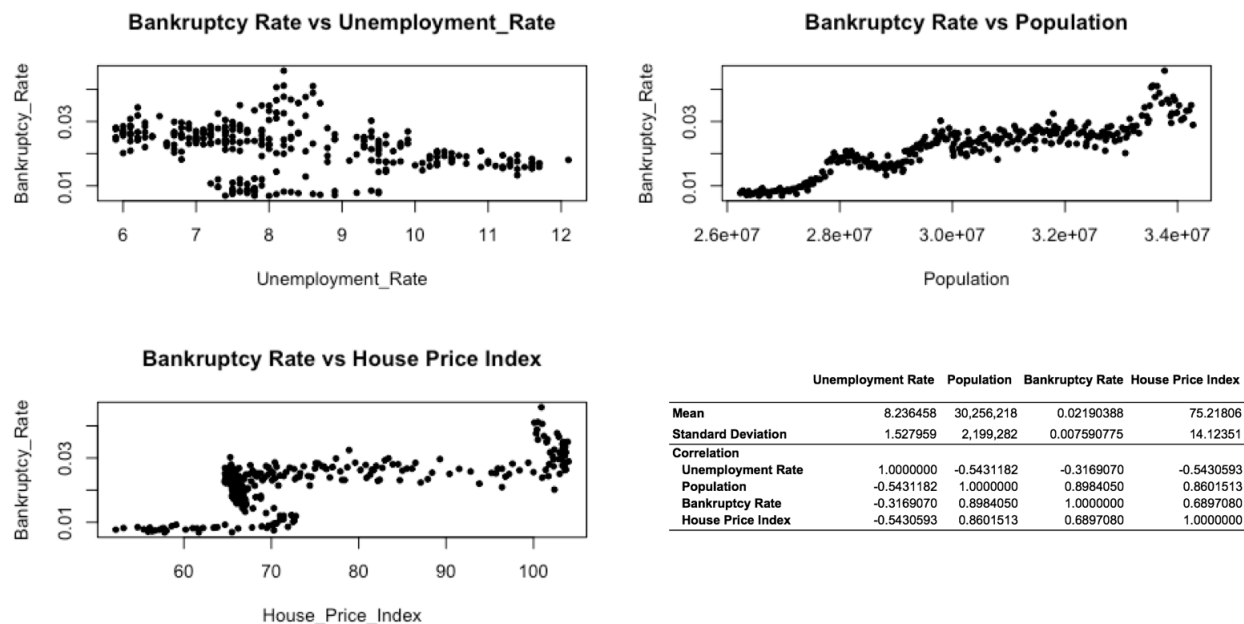 Bankruptcy Rate vs Unemployment_Rate
Bankruptcy_Rate
0.03
0.01
6 7 8 9 10 11 12
Unemployment_Rate
Bankruptcy Rate vs Population
Bankruptcy_Rate
0.03
0.01
2.6e+07 2.8e+07 3.0e+07 3.2e+07 3.4e+07
Population
Bankruptcy Rate vs House Price Index
Bankruptcy_Rate
0.03
0.01
60 70 80 90 100
House_Price_Index
Unemployment Rate Population Bankruptcy Rate House Price Index
Mean 8.236458 30,256,218 0.02190388 75.21806
Standard Deviation 1.527959 2,199,282 0.007590775 14.12351
Correlation
Unemployment Rate 1.0000000 -0.5431182 -0.3169070 -0.5430593
Population -0.5431182 1.0000000 0.8984050 0.8601513
Bankruptcy Rate -0.3169070 0.8984050 1.0000000 0.6897080
House Price Index -0.5430593 0.8601513 0.6897080 1.0000000